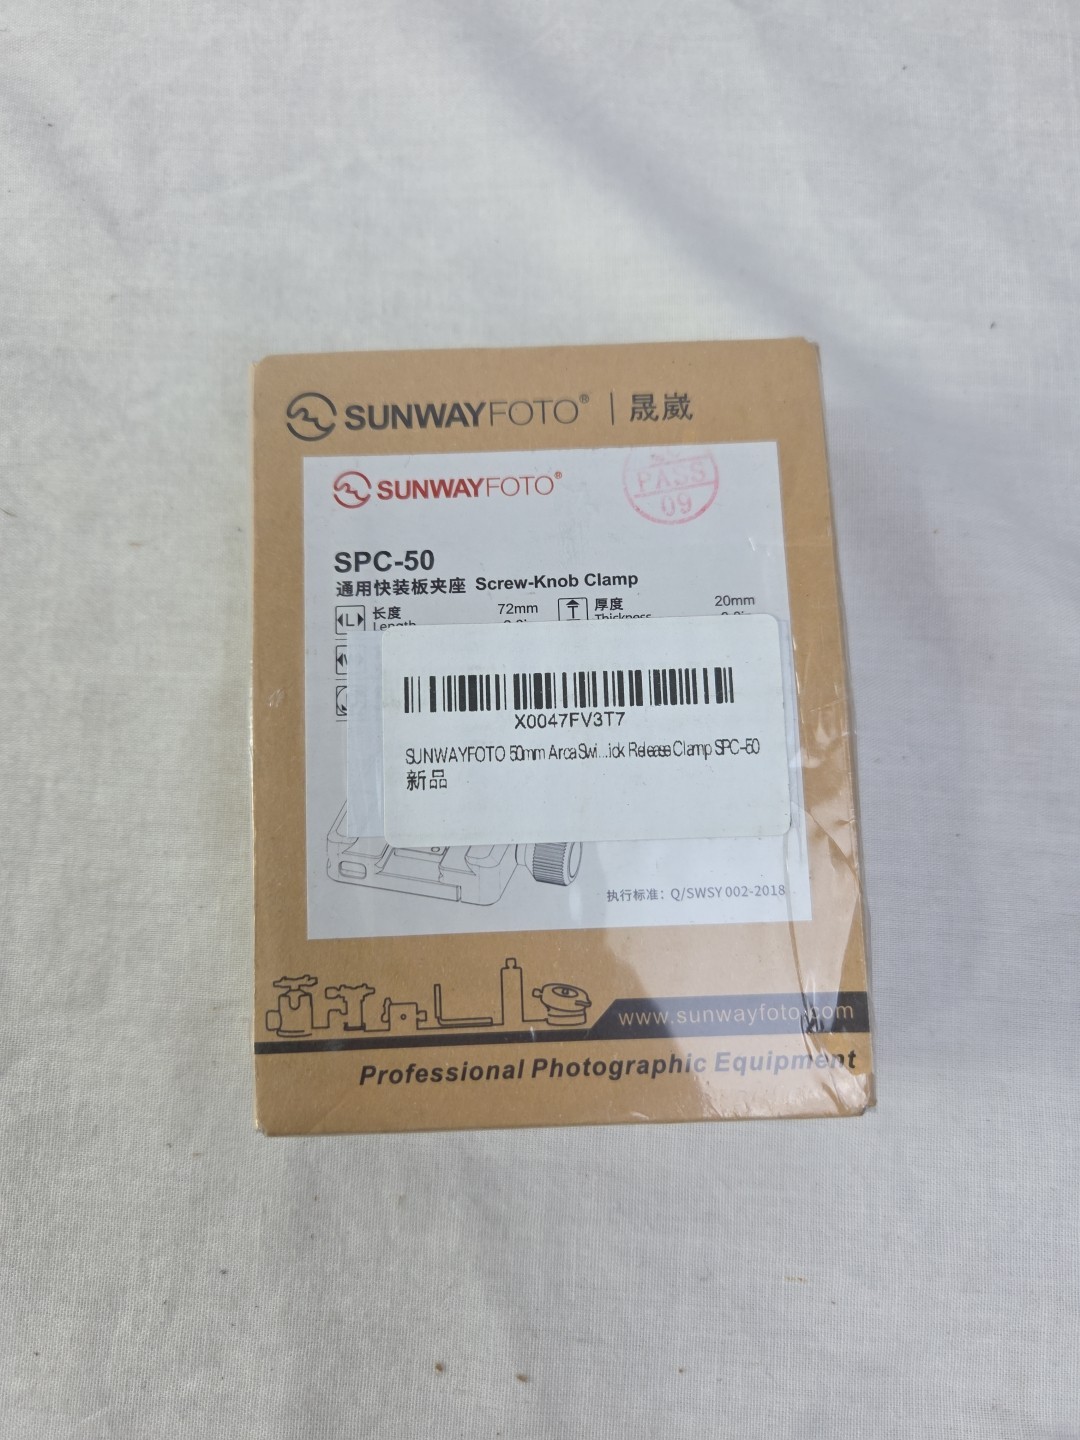 SUNWAYFOTO® | 晟崴
SUNWAYFOTO®
PASS
09
SPC-50
通用快装板夹座 Screw-Knob Clamp
L 长度 72mm 厚度 20mm
Length Thickness
X0047FV3T7
SUNWAYFOTO 50mm Arca Swi...ick Release Clamp SPC-50
新品
执行标准：Q/SWSY 002-2018
www.sunwayfoto.com
Professional Photographic Equipment